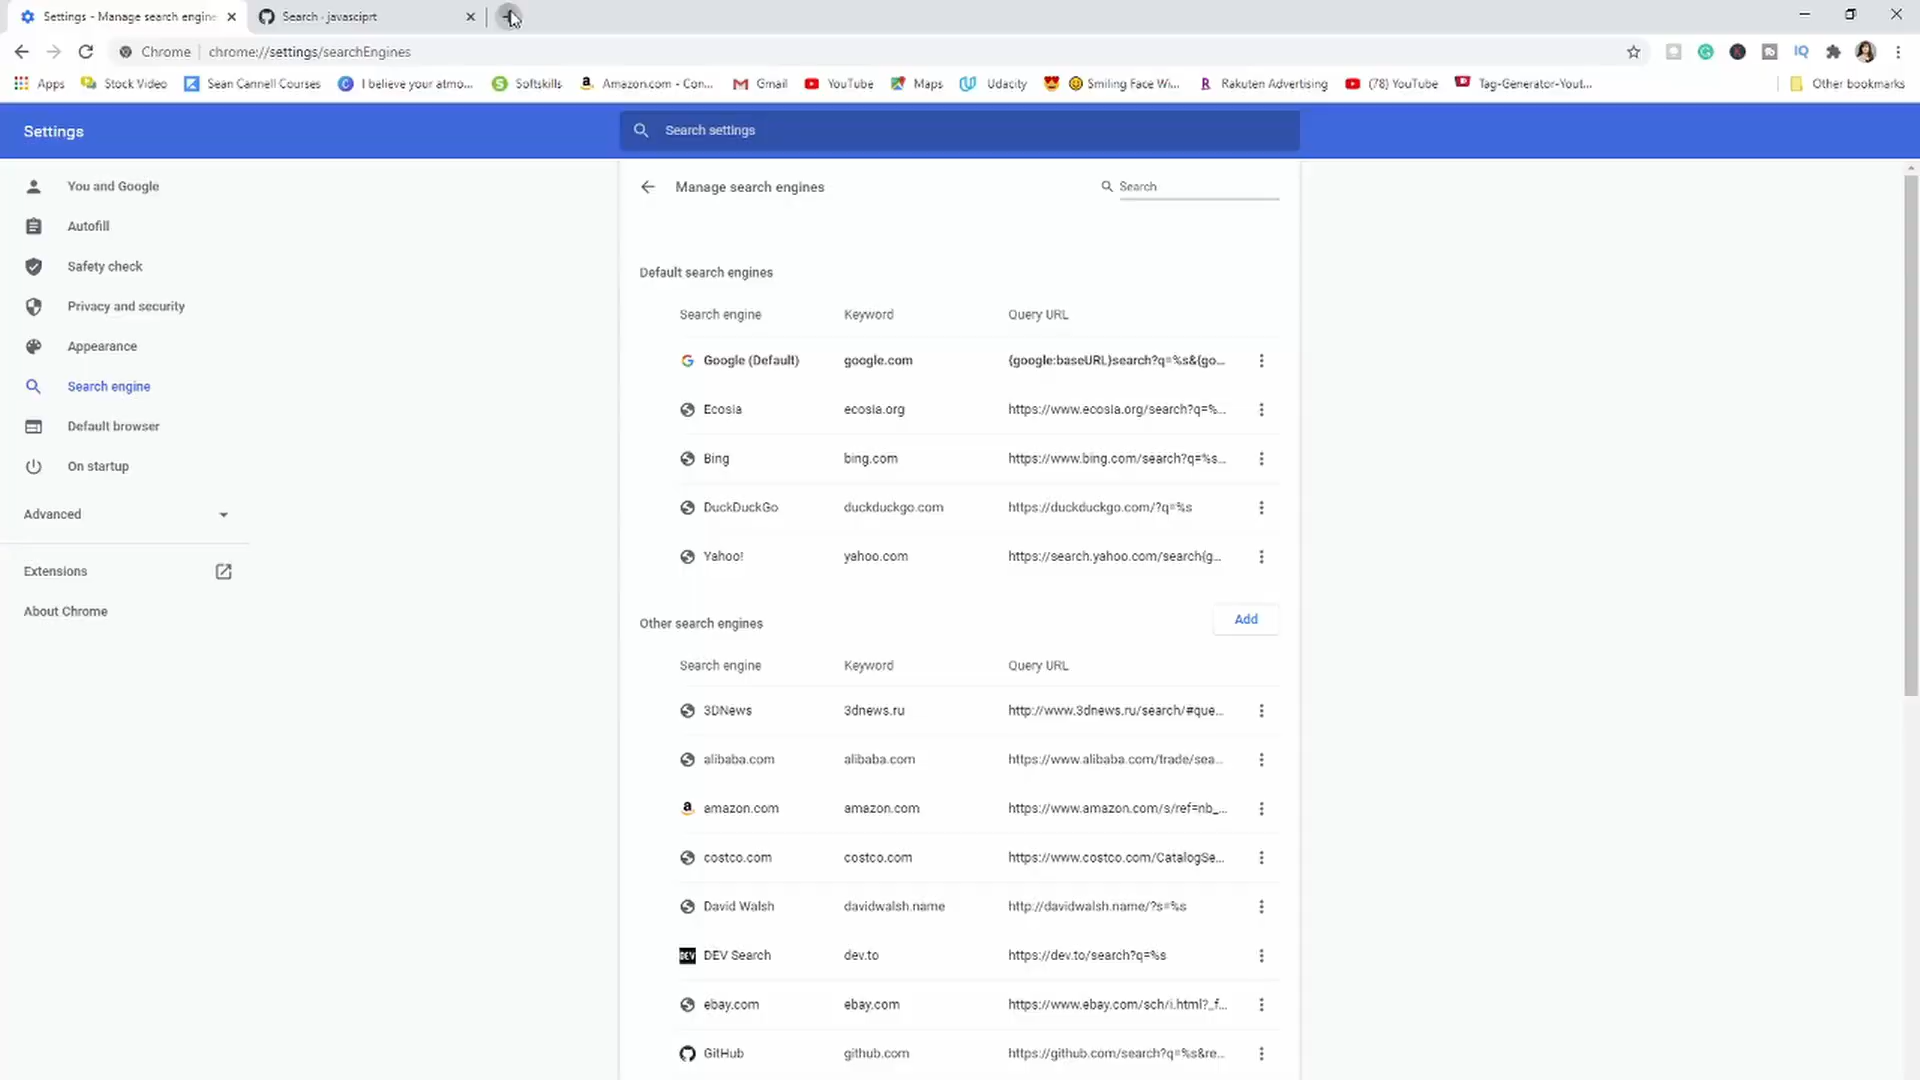 Settings - Manage search engine
Search · javasciprt
Chrome
chrome://settings/searchEngines
IQ
Apps
Stock Video
Sean Cannell Courses
I believe your atmo...
Softskills
Amazon.com - Con...
Gmail
YouTube
Maps
Udacity
Smiling Face Wi...
Rakuten Advertising
(78) YouTube
Tag-Generator-Yout...
Other bookmarks
Settings
Search settings
You and Google
Autofill
Safety check
Privacy and security
Appearance
Search engine
Default browser
On startup
Advanced
Extensions
About Chrome
Manage search engines
Search
Default search engines
Search engine Keyword Query URL
Google (Default) google.com {google:baseURL}search?q=%s&{go...
Ecosia ecosia.org https://www.ecosia.org/search?q=%...
Bing bing.com https://www.bing.com/search?q=%s...
DuckDuckGo duckduckgo.com https://duckduckgo.com/?q=%s
Yahoo! yahoo.com https://search.yahoo.com/search{g...
Other search engines
Add
Search engine Keyword Query URL
3DNews 3dnews.ru http://www.3dnews.ru/search/#que...
alibaba.com alibaba.com https://www.alibaba.com/trade/sea...
amazon.com amazon.com https://www.amazon.com/s/ref=nb_...
costco.com costco.com https://www.costco.com/CatalogSe...
David Walsh davidwalsh.name http://davidwalsh.name/?s=%s
DEV DEV Search dev.to https://dev.to/search?q=%s
ebay.com ebay.com https://www.ebay.com/sch/i.html?_f...
GitHub github.com https://github.com/search?q=%s&re...